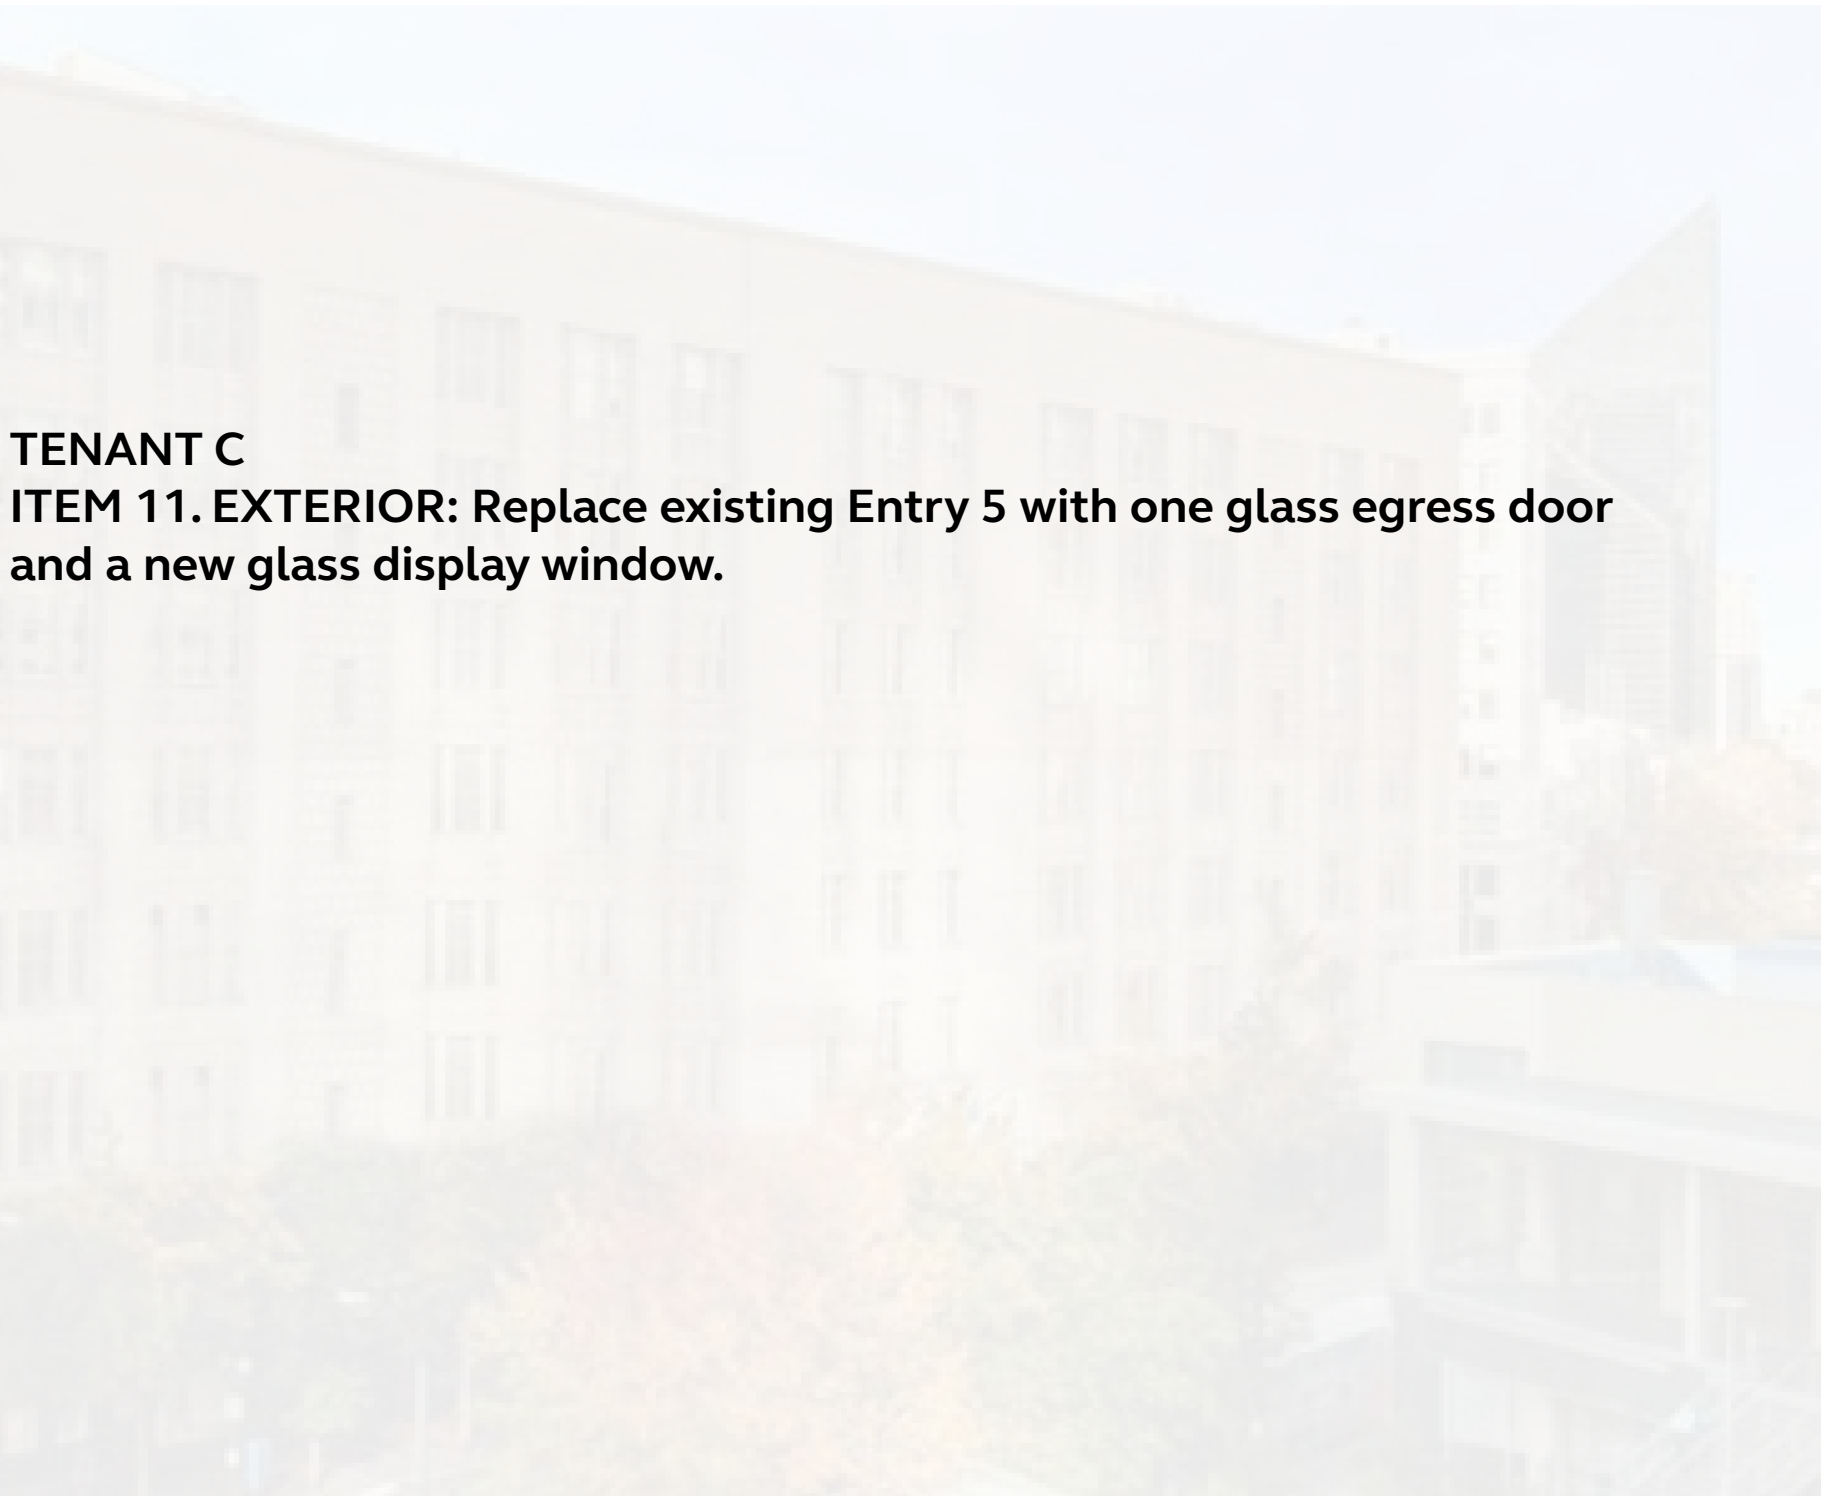 TENANT C
ITEM 11. EXTERIOR: Replace existing Entry 5 with one glass egress door
and a new glass display window.